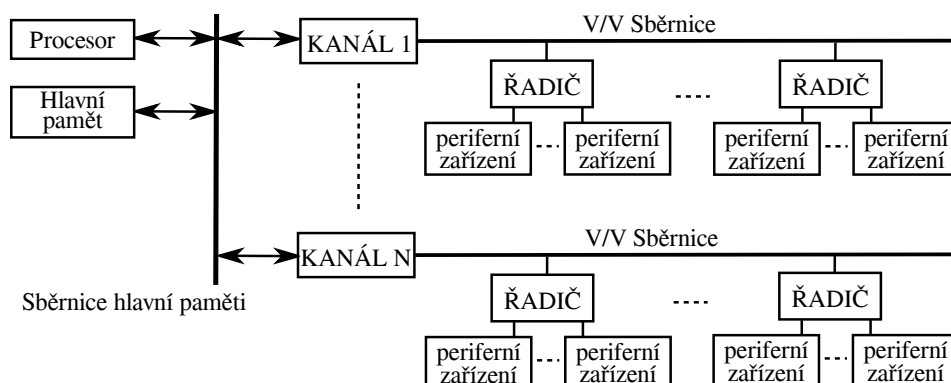 V/V Sběrnice
Procesor
KANÁL 1
ŘADIČ
ŘADIČ
Hlavní
pamět
periferní
zařízení
periferní
zařízení
periferní
zařízení
periferní
zařízení
V/V Sběrnice
KANÁL N
Sběrnice hlavní paměti
ŘADIČ
ŘADIČ
periferní
zařízení
periferní
zařízení
periferní
zařízení
periferní
zařízení